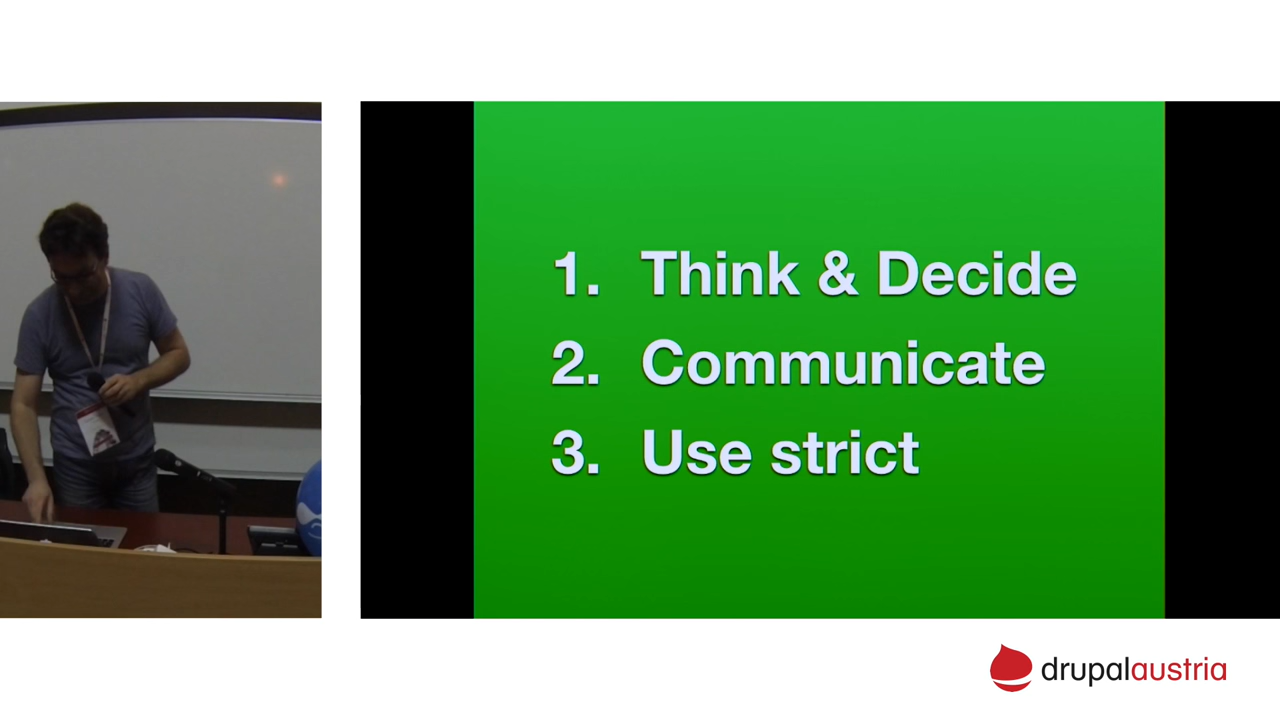 1. Think & Decide
2. Communicate
3. Use strict
drupalaustria